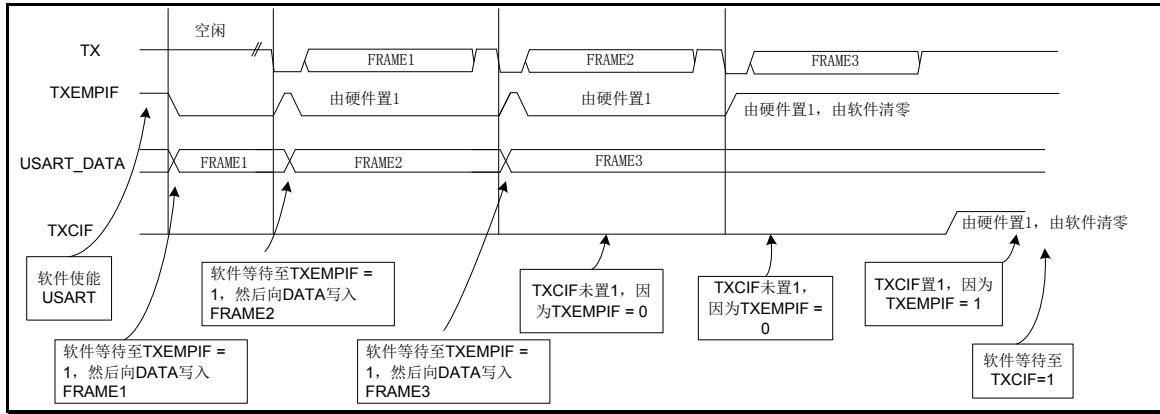 空闲
TX
FRAME1
FRAME2
FRAME3
TXEMPIF
由硬件置1
由硬件置1
由硬件置1，由软件清零
USART_DATA
FRAME1
FRAME2
FRAME3
TXCIF
由硬件置1，由软件清零
软件使能
USART
软件等待至TXEMPIF =
1，然后向DATA写入
FRAME2
TXCIF未置1，因
为TXEMPIF = 0
TXCIF未置1，
因为TXEMPIF =
0
TXCIF置1，因为
TXEMPIF = 1
软件等待至TXEMPIF =
1，然后向DATA写入
FRAME1
软件等待至TXEMPIF =
1，然后向DATA写入
FRAME3
软件等待至
TXCIF=1